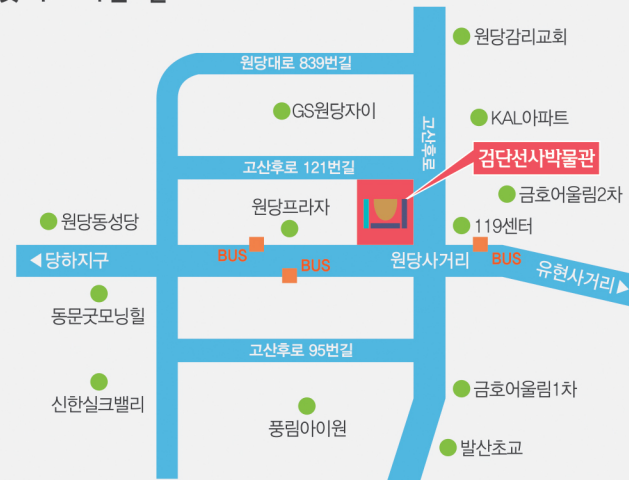 원당감리교회
원당대로 839번길
GS원당자이
고산후로
KAL아파트
검단선사박물관
고산후로 121번길
금호어울림2차
원당프라자
원당동성당
119센터
BUS
BUS
BUS
◀당하지구
원당사거리
유현사거리▶
동문굿모닝힐
고산후로 95번길
신한실크밸리
금호어울림1차
풍림아이원
발산초교